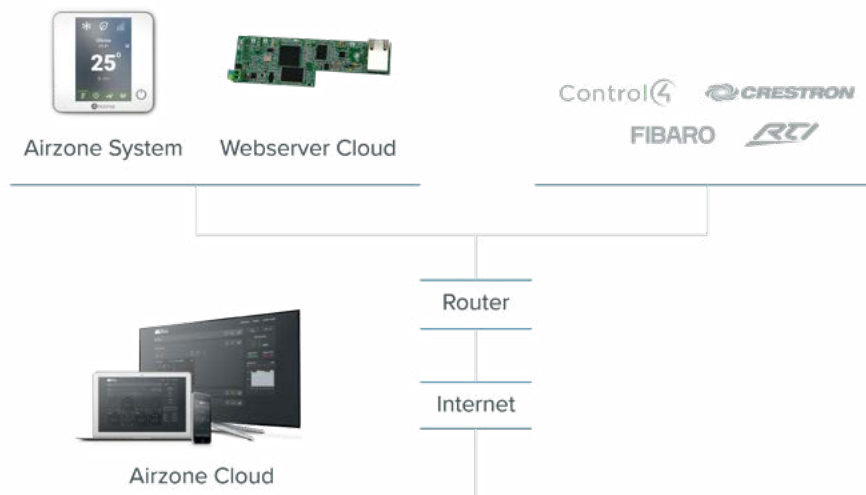 25°
Airzone System
Webserver Cloud
Control4
CRESTRON
FIBARO
RTI
Router
Internet
Airzone Cloud